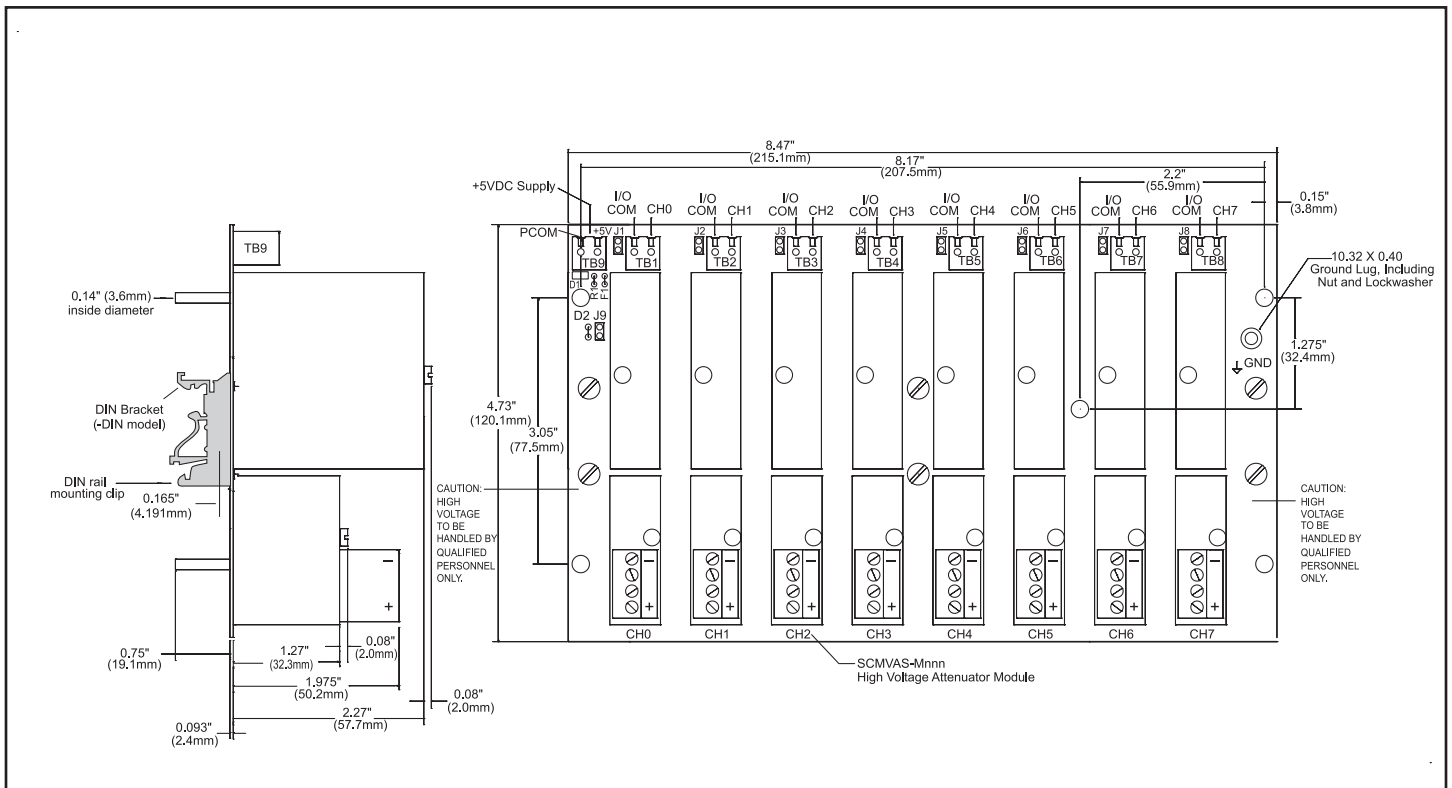 8.47"
(215.1mm)
8.17"
(207.5mm)
2.2"
(55.9mm)
0.15"
(3.8mm)
+5VDC Supply
I/O
COM CH0
I/O
COM CH1
I/O
COM CH2
I/O
COM CH3
I/O
COM CH4
I/O
COM CH5
I/O
COM CH6
I/O
COM CH7
PCOM
+5V
J1
J2
J3
J4
J5
J6
J7
J8
TB9
TB9
TB1
TB2
TB3
TB4
TB5
TB6
TB7
TB8
D1
R1
F1
D2 J9
10.32 X 0.40
Ground Lug, Including
Nut and Lockwasher
0.14" (3.6mm)
inside diameter
1.275"
(32.4mm)
GND
DIN Bracket
(-DIN model)
4.73"
(120.1mm)
3.05"
(77.5mm)
DIN rail
mounting clip
0.165"
(4.191mm)
CAUTION:
HIGH
VOLTAGE
TO BE
HANDLED BY
QUALIFIED
PERSONNEL
ONLY.
CAUTION:
HIGH
VOLTAGE
TO BE
HANDLED BY
QUALIFIED
PERSONNEL
ONLY.
–
+
– – – – – – – –
+ + + + + + + +
CH0 CH1 CH2 CH3 CH4 CH5 CH6 CH7
SCMVAS-Mnnn
High Voltage Attenuator Module
0.75"
(19.1mm)
1.27"
(32.3mm)
0.08"
(2.0mm)
1.975"
(50.2mm)
2.27"
(57.7mm)
0.08"
(2.0mm)
0.093"
(2.4mm)